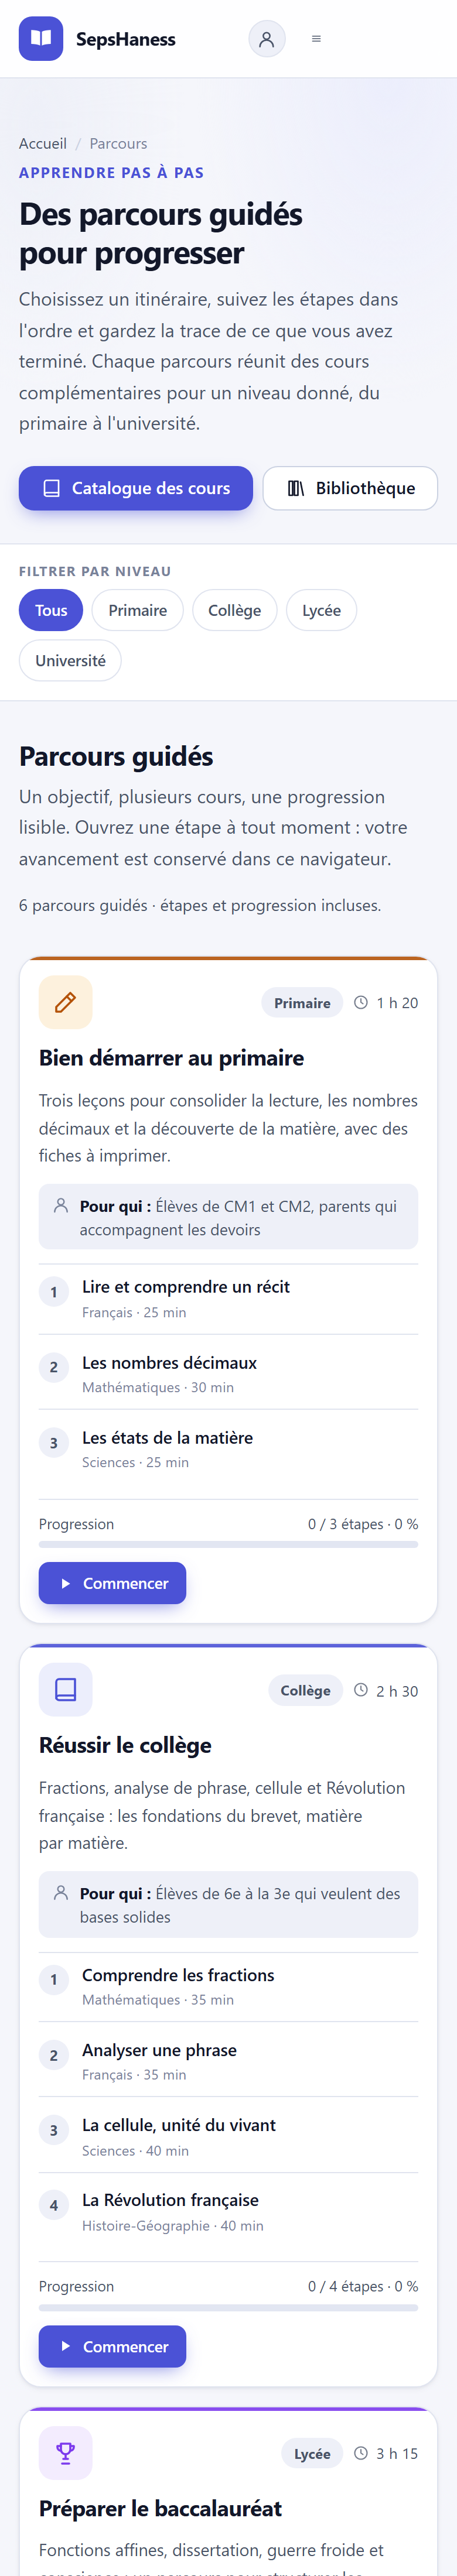 SepsHaness
Accueil / Parcours
APPRENDRE PAS À PAS
Des parcours guidés
pour progresser
Choisissez un itinéraire, suivez les étapes dans
l'ordre et gardez la trace de ce que vous avez
terminé. Chaque parcours réunit des cours
complémentaires pour un niveau donné, du
primaire à l'université.
Catalogue des cours
Bibliothèque
FILTRER PAR NIVEAU
Tous
Primaire
Collège
Lycée
Université
Parcours guidés
Un objectif, plusieurs cours, une progression
lisible. Ouvrez une étape à tout moment : votre
avancement est conservé dans ce navigateur.
6 parcours guidés · étapes et progression incluses.
Primaire
1 h 20
Bien démarrer au primaire
Trois leçons pour consolider la lecture, les nombres
décimaux et la découverte de la matière, avec des
fiches à imprimer.
Pour qui : Élèves de CM1 et CM2, parents qui
accompagnent les devoirs
1
Lire et comprendre un récit
Français · 25 min
2
Les nombres décimaux
Mathématiques · 30 min
3
Les états de la matière
Sciences · 25 min
Progression
0 / 3 étapes · 0 %
Commencer
Collège
2 h 30
Réussir le collège
Fractions, analyse de phrase, cellule et Révolution
française : les fondations du brevet, matière
par matière.
Pour qui : Élèves de 6e à la 3e qui veulent des
bases solides
1
Comprendre les fractions
Mathématiques · 35 min
2
Analyser une phrase
Français · 35 min
3
La cellule, unité du vivant
Sciences · 40 min
4
La Révolution française
Histoire-Géographie · 40 min
Progression
0 / 4 étapes · 0 %
Commencer
Lycée
3 h 15
Préparer le baccalauréat
Fonctions affines, dissertation, guerre froide et